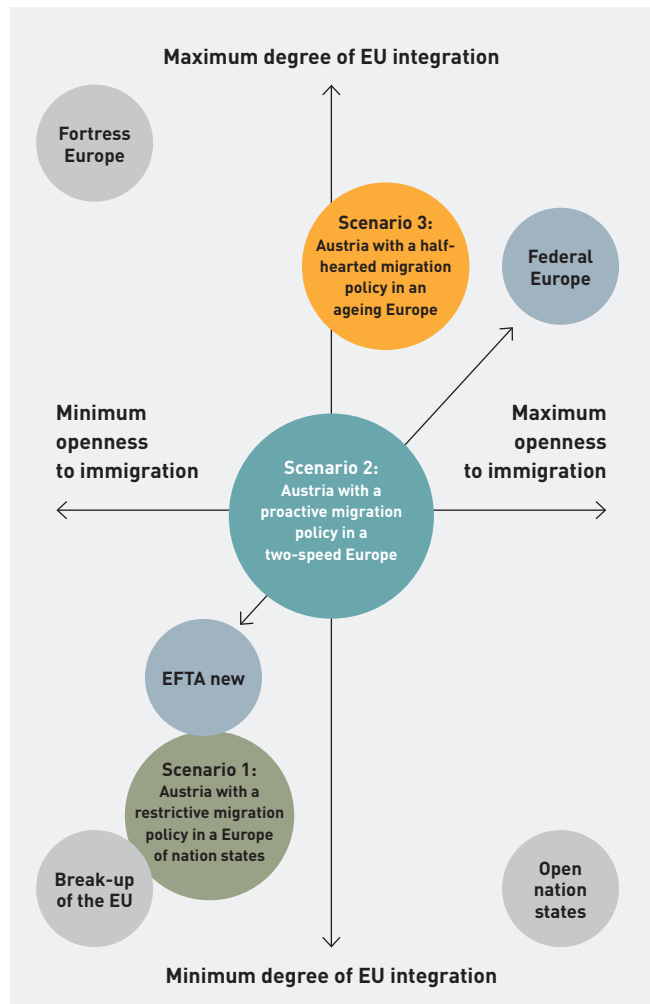 Maximum degree of EU integration
Fortress
Europe
Scenario 3:
Austria with a half-
hearted migration
policy in an
ageing Europe
Federal
Europe
Minimum
openness
to immigration
Maximum
openness
to immigration
Scenario 2:
Austria with a
proactive migration
policy in a
two-speed Europe
EFTA new
Scenario 1:
Austria with a
restrictive migration
policy in a Europe
of nation states
Break-up
of the EU
Open
nation
states
Minimum degree of EU integration